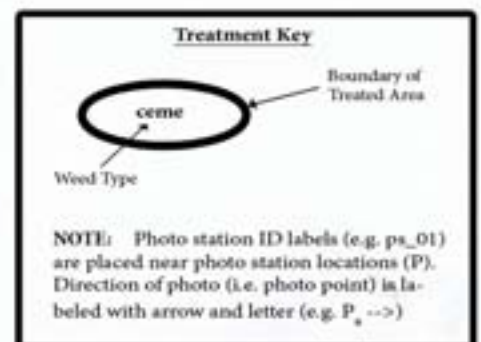 Treatment Key
Boundary of
Treated Area
ceme
Weed Type
NOTE: Photo station ID labels (e.g. ps_01)
are placed near photo station locations (P).
Direction of photo (i.e. photo point) is la-
beled with arrow and letter (e.g. Pₐ -->)